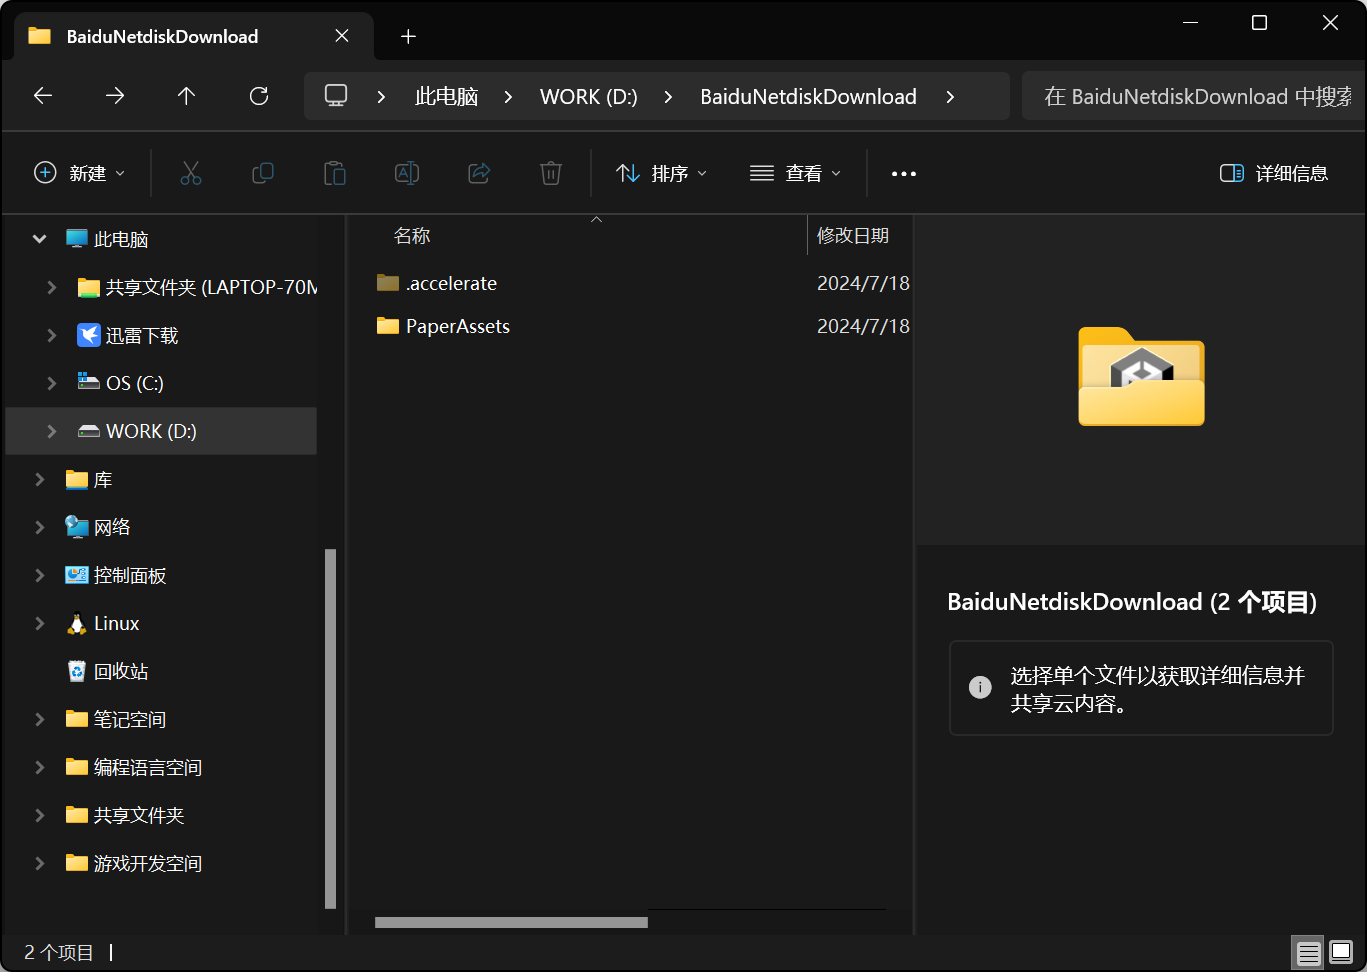 BaiduNetdiskDownload
此电脑 WORK (D:) BaiduNetdiskDownload
在 BaiduNetdiskDownload 中搜索
新建 排序 查看 详细信息
此电脑
共享文件夹 (LAPTOP-70M
迅雷下载
OS (C:)
WORK (D:)
库
网络
控制面板
Linux
回收站
笔记空间
编程语言空间
共享文件夹
游戏开发空间
名称 修改日期
.accelerate 2024/7/18
PaperAssets 2024/7/18
BaiduNetdiskDownload (2 个项目)
选择单个文件以获取详细信息并
共享云内容。
2 个项目